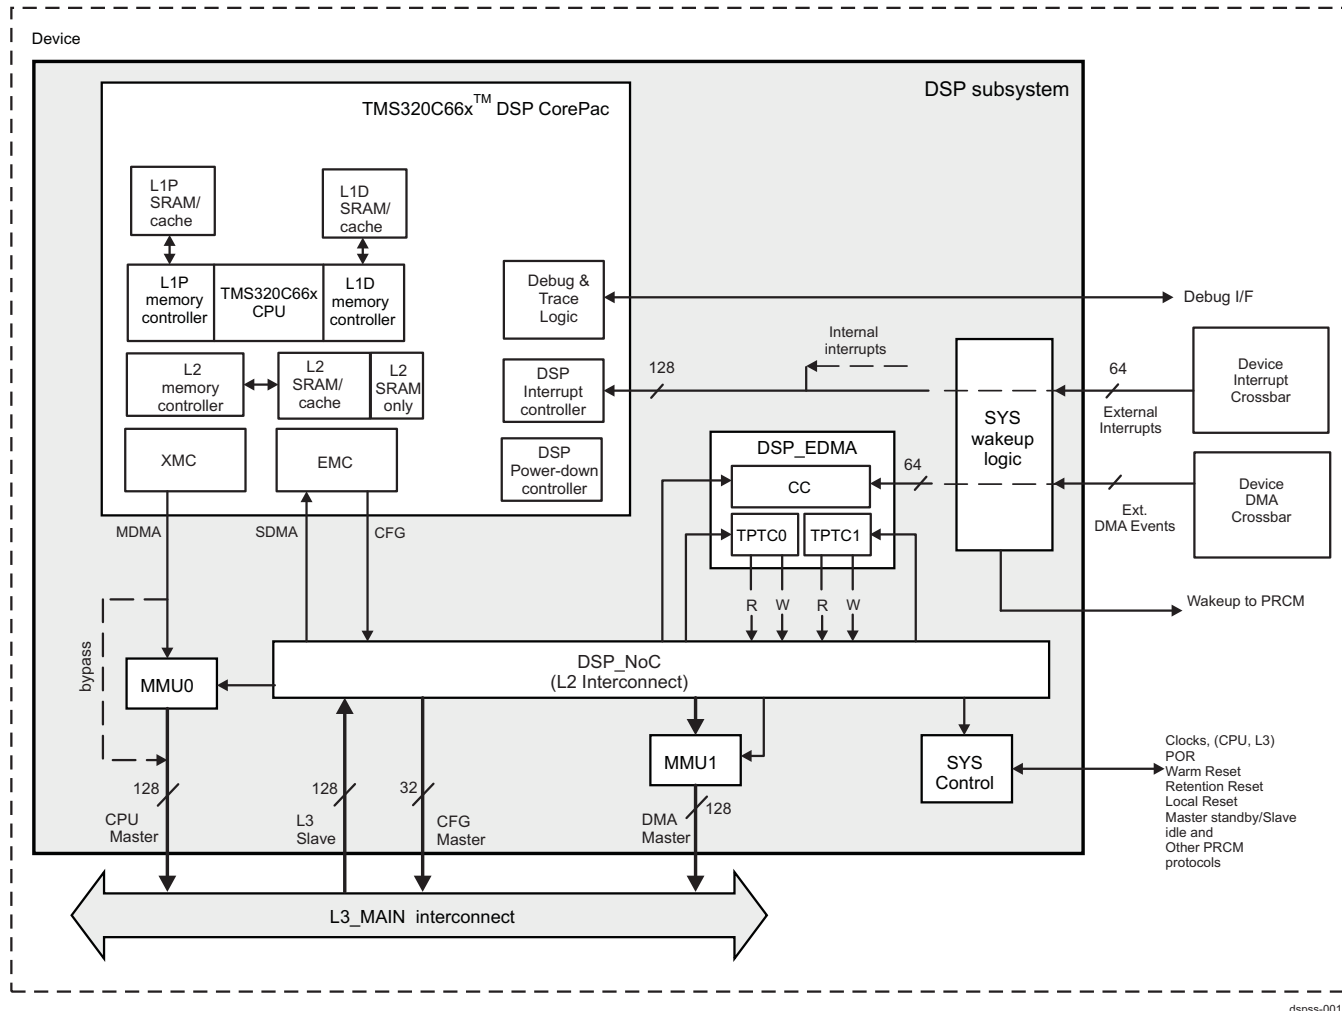 Device
DSP subsystem
TMS320C66x™ DSP CorePac
L1P
SRAM/
cache
L1D
SRAM/
cache
L1P
memory
controller
TMS320C66x
CPU
L1D
memory
controller
Debug &
Trace
Logic
Debug I/F
L2
memory
controller
L2
SRAM/
cache
L2
SRAM
only
DSP
Interrupt
controller
128
Internal
interrupts
SYS
wakeup
logic
64
External
Interrupts
Device
Interrupt
Crossbar
XMC
EMC
DSP
Power-down
controller
DSP_EDMA
CC
64
TPTC0
TPTC1
Ext.
DMA Events
Device
DMA
Crossbar
MDMA
SDMA
CFG
R
W
R
W
Wakeup to PRCM
bypass
MMU0
DSP_NoC
(L2 Interconnect)
MMU1
SYS
Control
Clocks, (CPU, L3)
POR
Warm Reset
Retention Reset
Local Reset
Master standby/Slave
idle and
Other PRCM
protocols
128
CPU
Master
128
L3
Slave
32
CFG
Master
128
DMA
Master
L3_MAIN interconnect
dspss-001